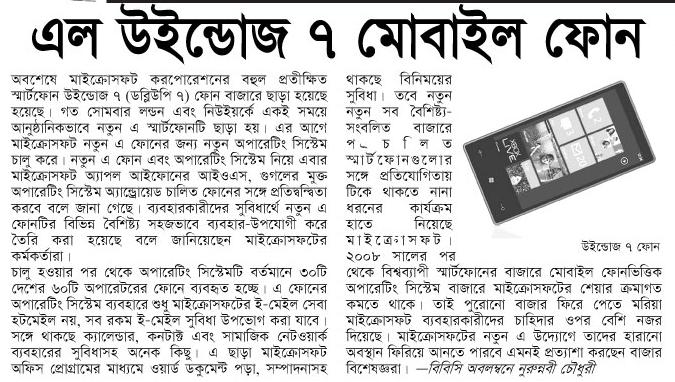 এল উইন্ডোজ ৭ মোবাইল ফোন
অবশেষে মাইক্রোসফট করপোরেশনের বহুল প্রতীক্ষিত
স্মার্টফোন উইন্ডোজ ৭ (ডব্লিউপি ৭) ফোন বাজারে ছাড়া হয়েছে
হয়েছে। গত সোমবার লন্ডন এবং নিউইয়র্কে একই সময়ে
আনুষ্ঠানিকভাবে নতুন এ স্মার্টফোনটি ছাড়া হয়। এর আগে
মাইক্রোসফট নতুন এ ফোনের জন্য নতুন অপারেটিং সিস্টেম
চালু করে। নতুন এ ফোন এবং অপারেটিং সিস্টেম নিয়ে এবার
মাইক্রোসফট অ্যাপল আইফোনের আইওএস, গুগলের মুক্ত
অপারেটিং সিস্টেম অ্যান্ড্রোয়েড চালিত ফোনের সঙ্গে প্রতিদ্বন্দ্বিতা
করবে বলে জানা গেছে। ব্যবহারকারীদের সুবিধার্থে নতুন এ
ফোনটির বিভিন্ন বৈশিষ্ট্য সহজভাবে ব্যবহার-উপযোগী করে
তৈরি করা হয়েছে বলে জানিয়েছেন মাইক্রোসফটের
কর্মকর্তারা।
চালু হওয়ার পর থেকে অপারেটিং সিস্টেমটি বর্তমানে ৩০টি
দেশের ৬০টি অপারেটরের ফোনে ব্যবহৃত হচ্ছে। এ ফোনের
অপারেটিং সিস্টেম ব্যবহারে শুধু মাইক্রোসফটের ই-মেইল সেবা
হটমেইল নয়, সব রকম ই-মেইল সুবিধা উপভোগ করা যাবে।
সঙ্গে থাকছে ক্যালেন্ডার, কনটাক্ট এবং সামাজিক নেটওয়ার্ক
ব্যবহারের সুবিধাসহ অনেক কিছু। এ ছাড়া মাইক্রোসফট
অফিস প্রোগ্রামের মাধ্যমে ওয়ার্ড ডকুমেন্ট পড়া, সম্পাদনাসহ
থাকছে বিনিময়ের
সুবিধা। তবে নতুন
নতুন সব বৈশিষ্ট্য-
সংবলিত বাজারে
প্রচলিত
স্মার্টফোনগুলোর
সঙ্গে প্রতিযোগিতায়
টিকে থাকতে নানা
ধরনের কার্যক্রম
হাতে নিয়েছে
মাইক্রোসফট।
২০০৮ সালের পর
থেকে বিশ্বব্যাপী স্মার্টফোনের বাজারে মোবাইল ফোনভিত্তিক
অপারেটিং সিস্টেম বাজারে মাইক্রোসফটের শেয়ার ক্রমাগত
কমতে থাকে। তাই পুরোনো বাজার ফিরে পেতে মরিয়া
মাইক্রোসফট ব্যবহারকারীদের চাহিদার ওপর বেশি নজর
দিয়েছে। মাইক্রোসফটের নতুন এ উদ্যোগে তাদের হারানো
অবস্থান ফিরিয়ে আনতে পারবে এমনই প্রত্যাশা করছেন বাজার
বিশেষজ্ঞরা। —বিবিসি অবলম্বনে নুরুন্নবী চৌধুরী
XBOX LIVE
উইন্ডোজ ৭ ফোন